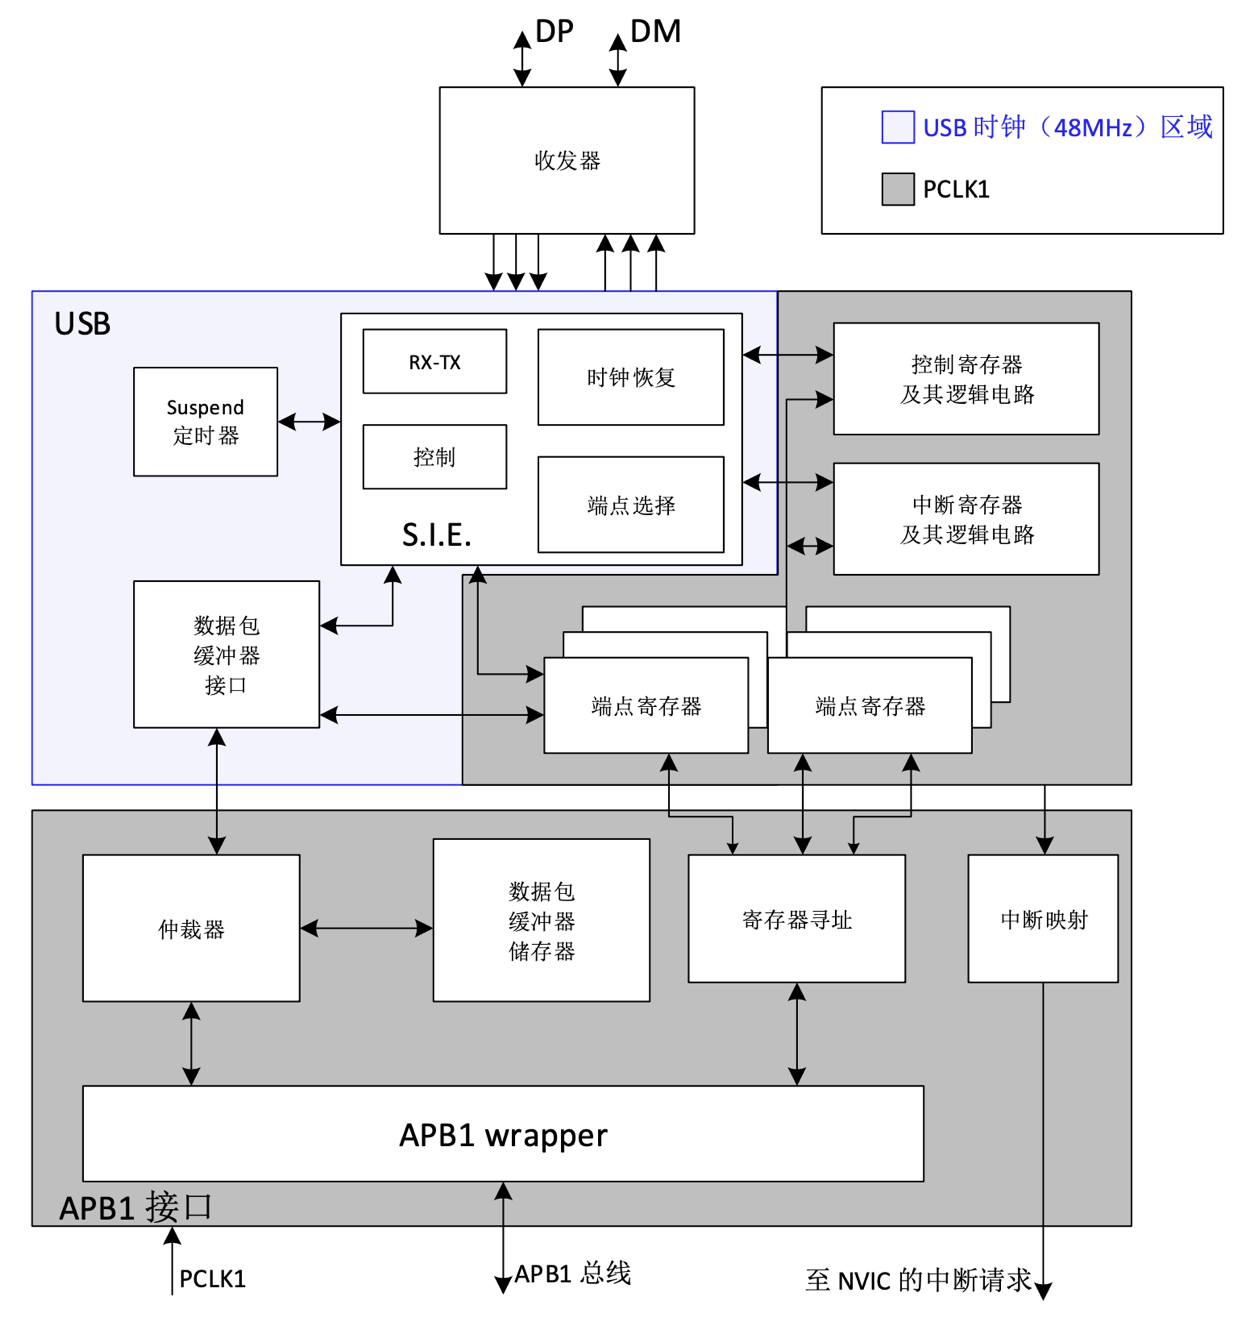 DP
DM
收发器
USB 时钟（48MHz）区域
PCLK1
USB
RX-TX
时钟恢复
控制寄存器
及其逻辑电路
Suspend
定时器
控制
端点选择
中断寄存器
及其逻辑电路
S.I.E.
数据包
缓冲器
接口
端点寄存器
端点寄存器
仲裁器
数据包
缓冲器
储存器
寄存器寻址
中断映射
APB1 wrapper
APB1 接口
PCLK1
APB1 总线
至 NVIC 的中断请求